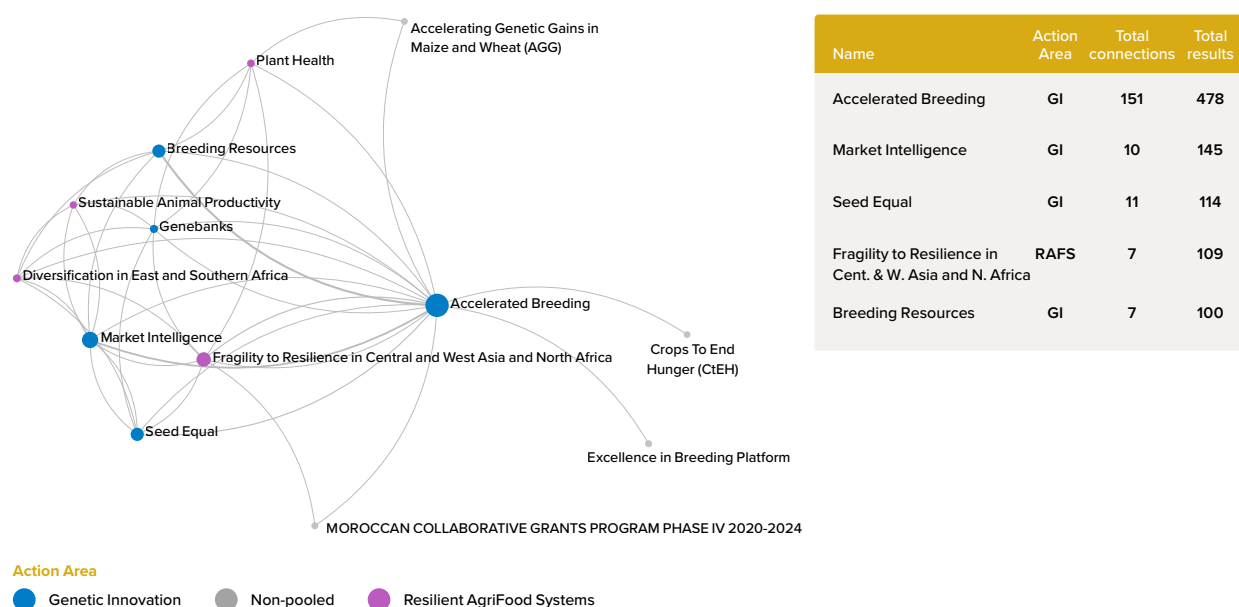 Accelerating Genetic Gains in
Maize and Wheat (AGG)
Plant Health
Breeding Resources
Sustainable Animal Productivity
Genebanks
Diversification in East and Southern Africa
Accelerated Breeding
Market Intelligence
Fragility to Resilience in Central and West Asia and North Africa
Crops To End
Hunger (CtEH)
Seed Equal
Excellence in Breeding Platform
MOROCCAN COLLABORATIVE GRANTS PROGRAM PHASE IV 2020-2024
Action Area
Genetic Innovation
Non-pooled
Resilient AgriFood Systems
Name Action Area Total connections Total results
Accelerated Breeding GI 151 478
Market Intelligence GI 10 145
Seed Equal GI 11 114
Fragility to Resilience in RAFS 7 109
Cent. & W. Asia and N. Africa
Breeding Resources GI 7 100